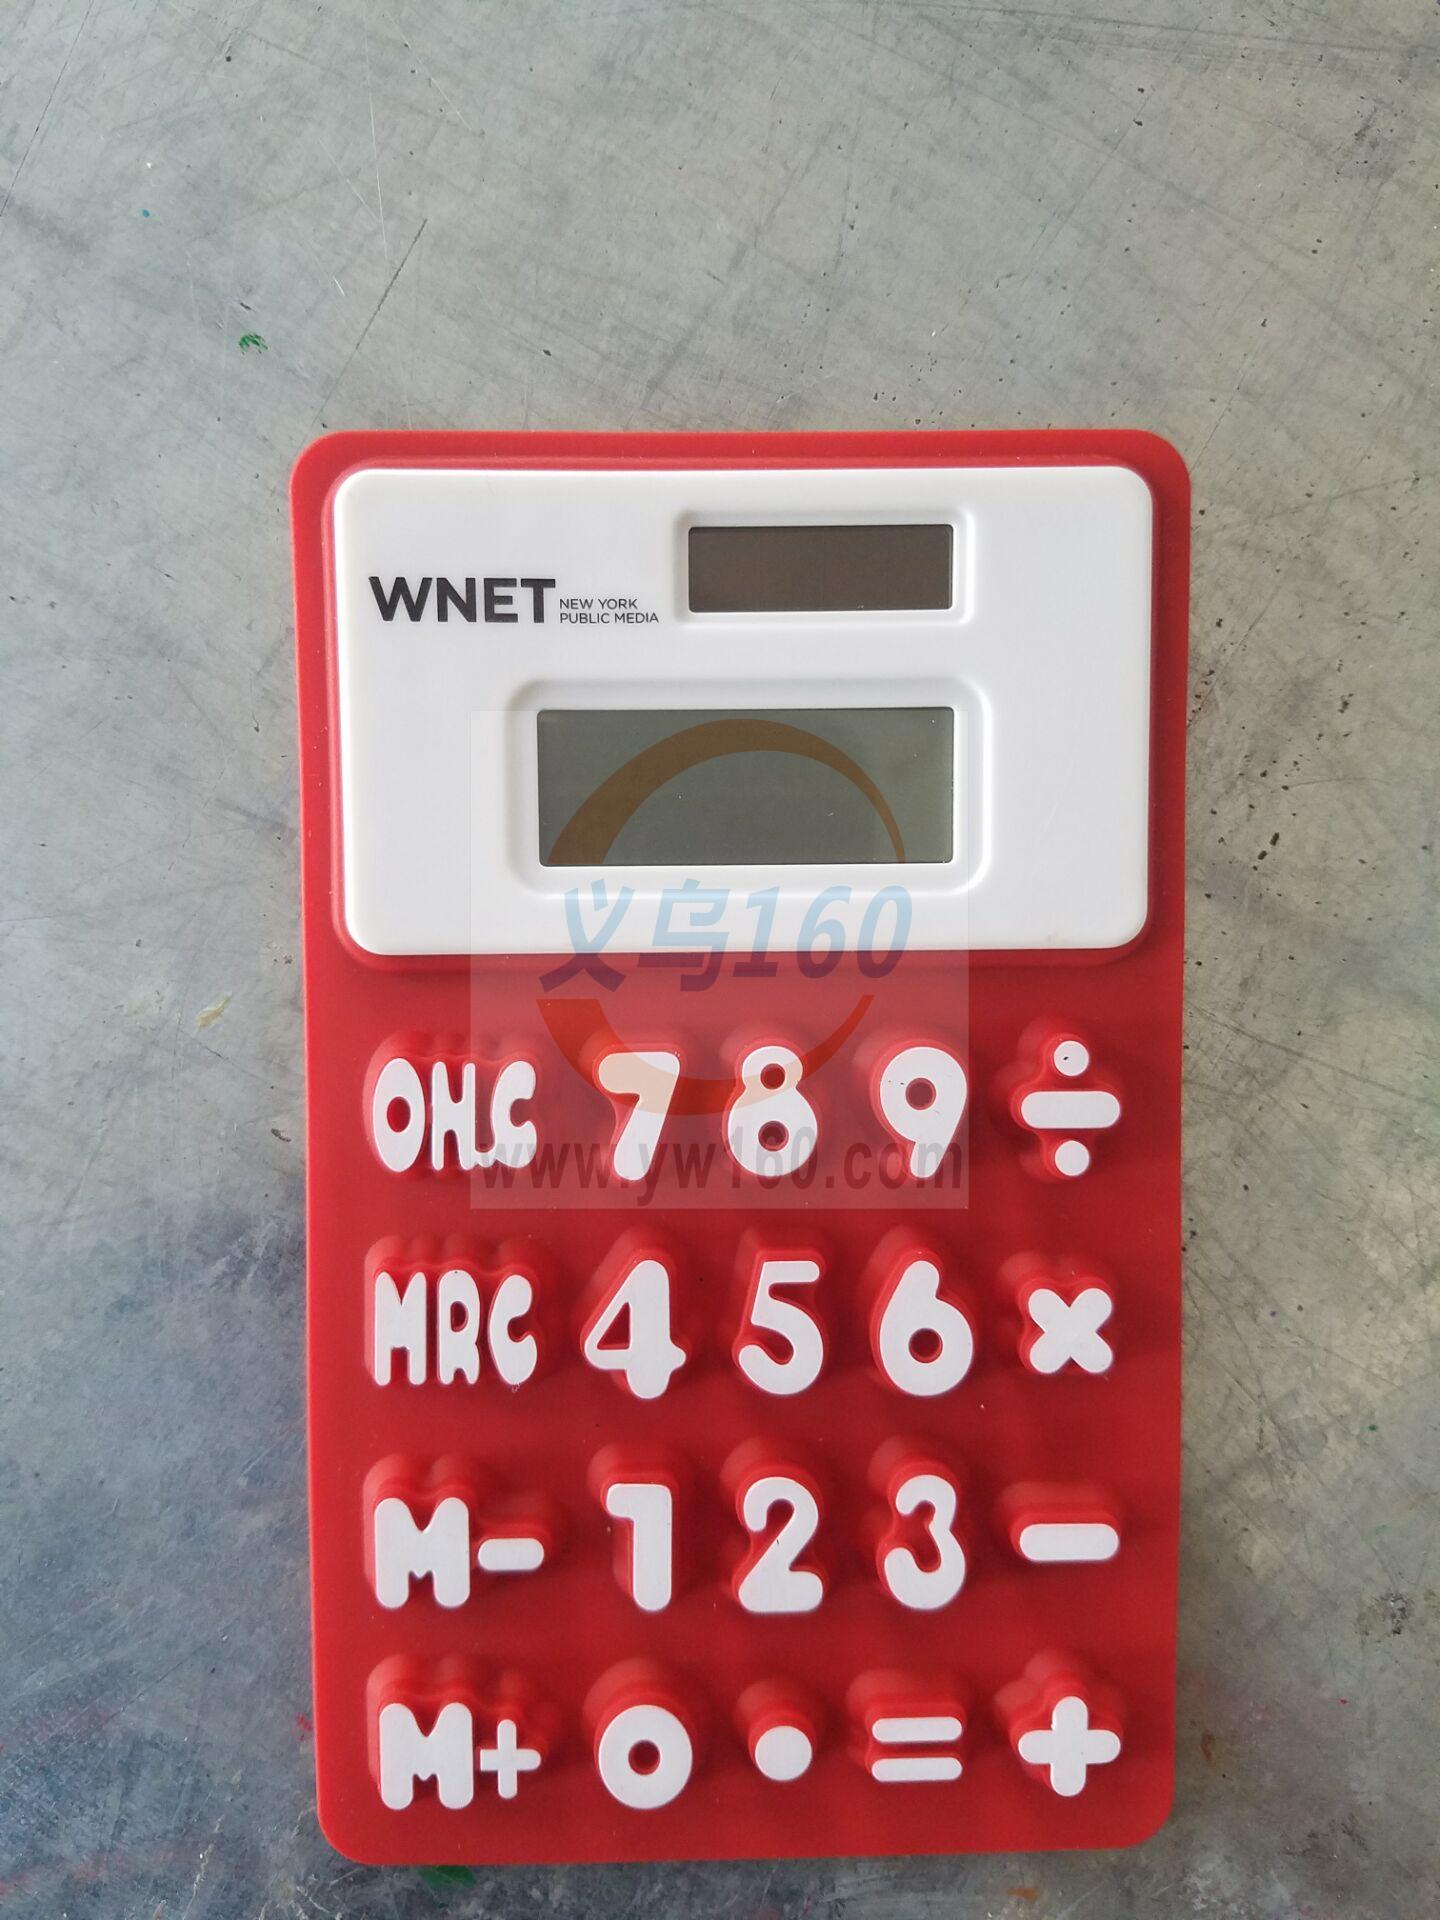 WNET NEW YORK
PUBLIC MEDIA
义乌160
www.yw160.com
OH.C 7 8 9 ÷
MRC 4 5 6 ×
M- 1 2 3 -
M+ 0 . = +